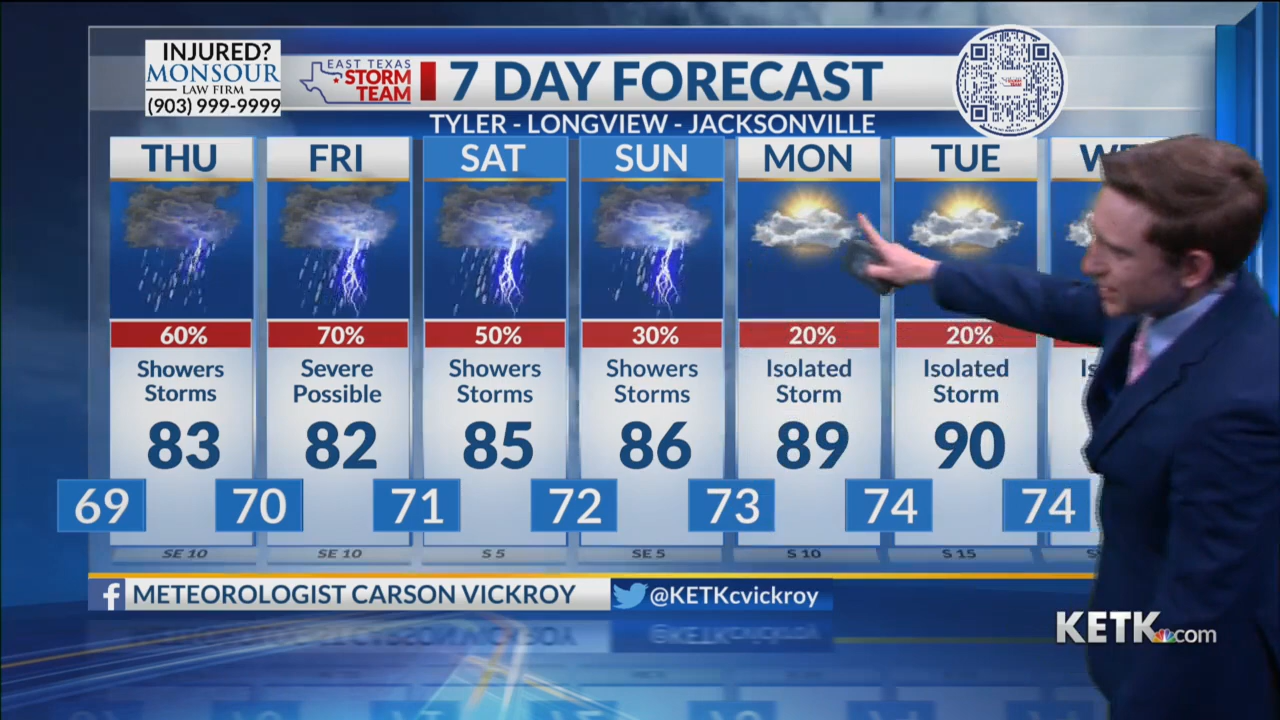 INJURED?
MONSOUR
LAW FIRM
(903) 999-9999
EAST TEXAS
STORM
TEAM
7 DAY FORECAST
TYLER - LONGVIEW - JACKSONVILLE
THU FRI SAT SUN MON TUE
60% 70% 50% 30% 20% 20%
Showers Severe Showers Showers Isolated Isolated
Storms Possible Storms Storms Storm Storm
83 82 85 86 89 90
69 70 71 72 73 74 74
SE 10 SE 10 S 5 SE 5 S 10 S 15
METEOROLOGIST CARSON VICKROY @KETKcvickroy
KETK.com